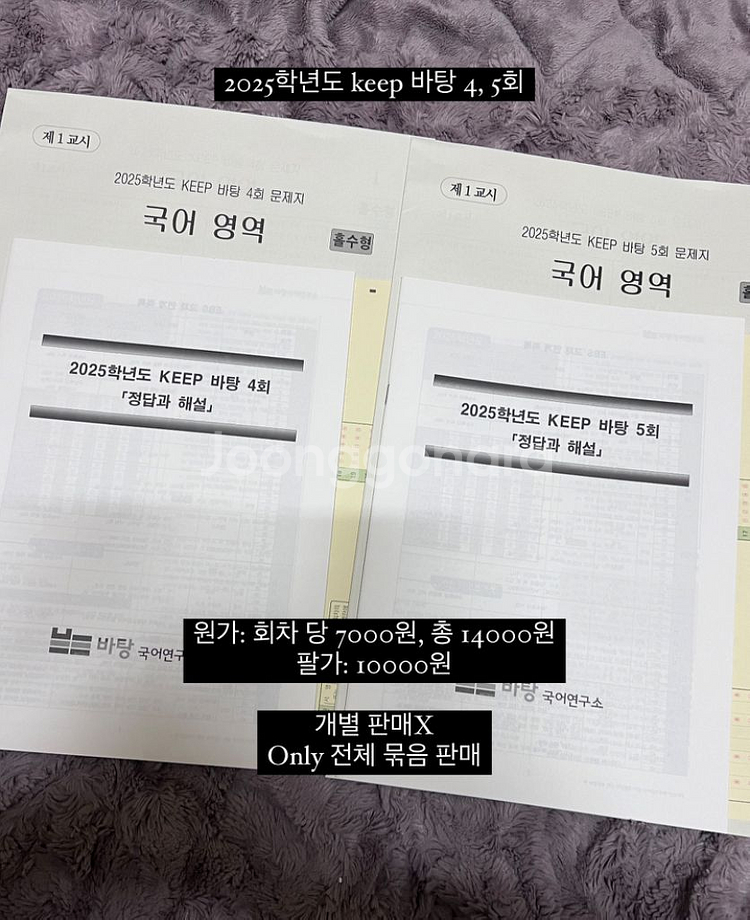 2025학년도 keep 바탕 4, 5회
제1교시
2025학년도 KEEP 바탕 4회 문제지
국어 영역
홀수형
2025학년도 KEEP 바탕 4회
「정답과 해설」
바탕 국어연구
제1교시
2025학년도 KEEP 바탕 5회 문제지
국어 영역
홀
2025학년도 KEEP 바탕 5회
「정답과 해설」
바탕 국어연구소
Joonggonara
원가: 회차 당 7000원, 총 14000원
팔가: 10000원
개별 판매X
Only 전체 묶음 판매